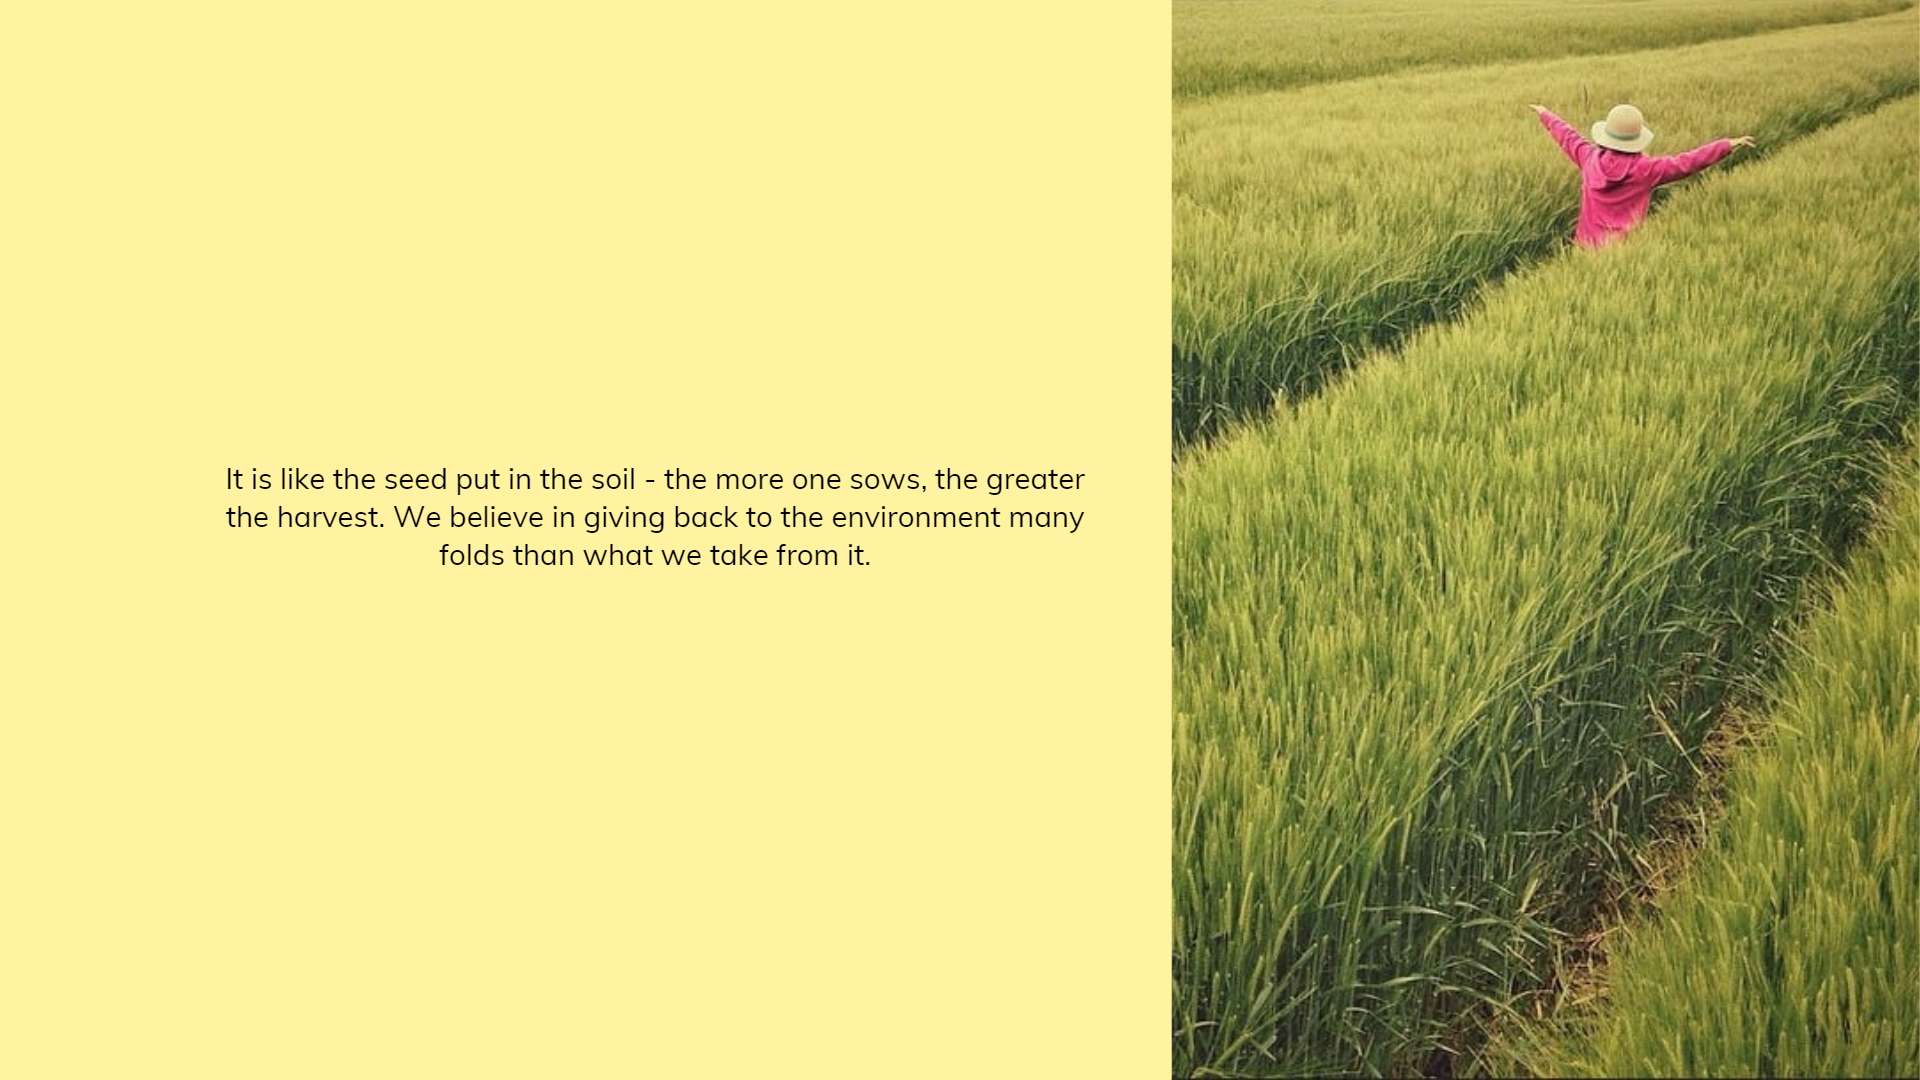 It is like the seed put in the soil - the more one sows, the greater
the harvest. We believe in giving back to the environment many
folds than what we take from it.